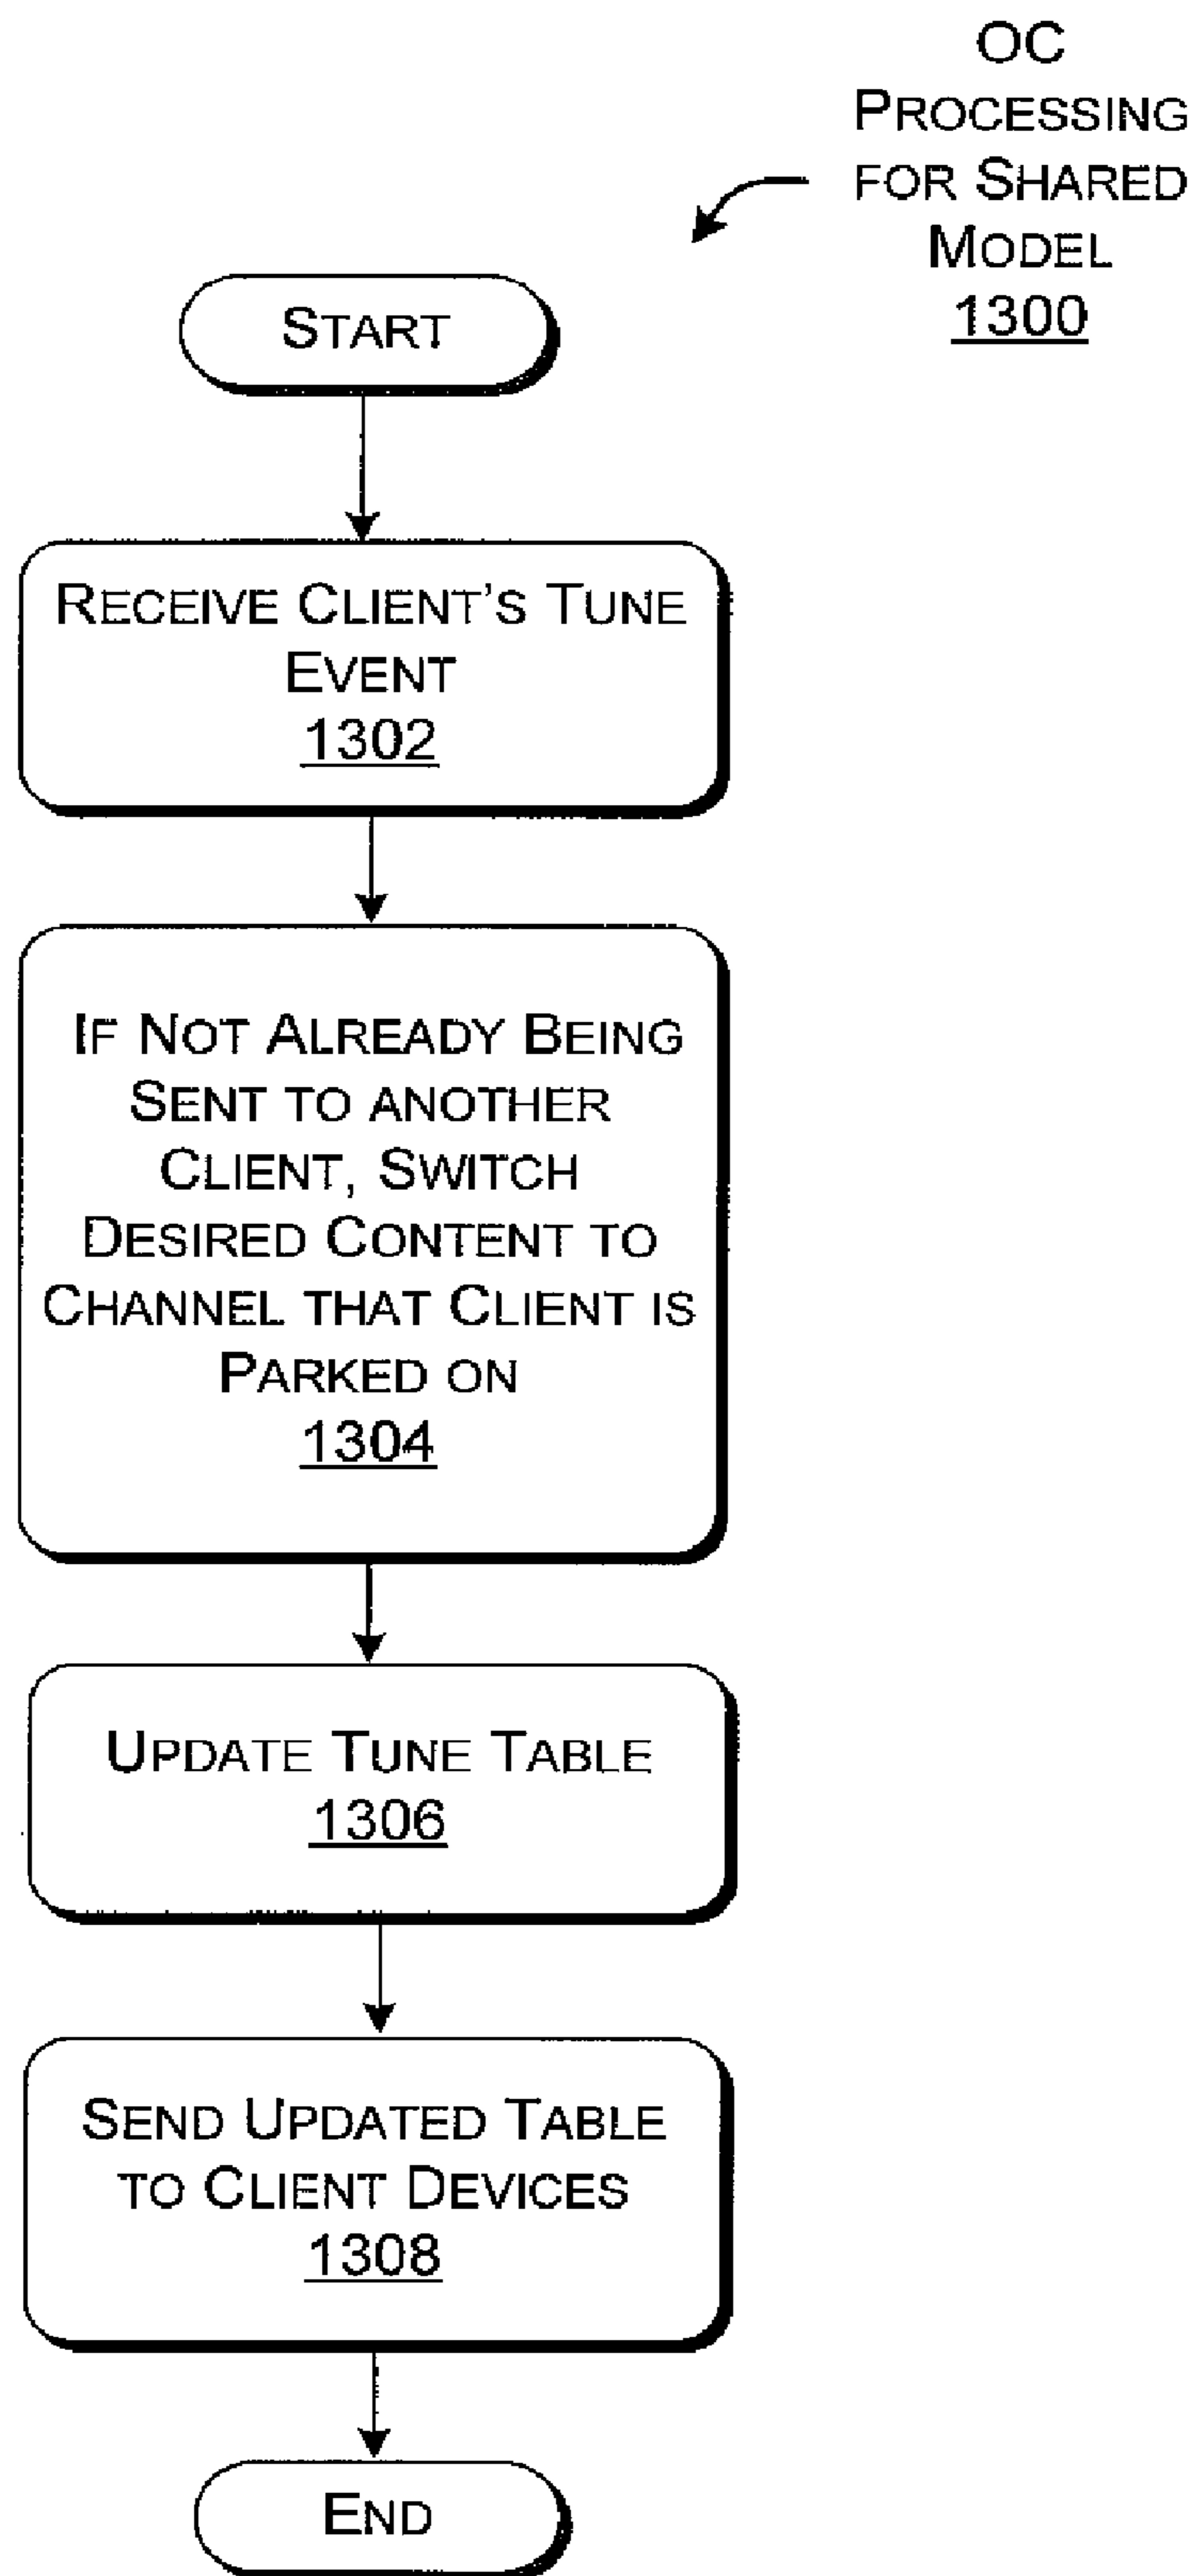 OC
PROCESSING
FOR SHARED
MODEL
1300
START
RECEIVE CLIENT'S TUNE
EVENT
1302
IF NOT ALREADY BEING
SENT TO ANOTHER
CLIENT, SWITCH
DESIRED CONTENT TO
CHANNEL THAT CLIENT IS
PARKED ON
1304
UPDATE TUNE TABLE
1306
SEND UPDATED TABLE
TO CLIENT DEVICES
1308
END